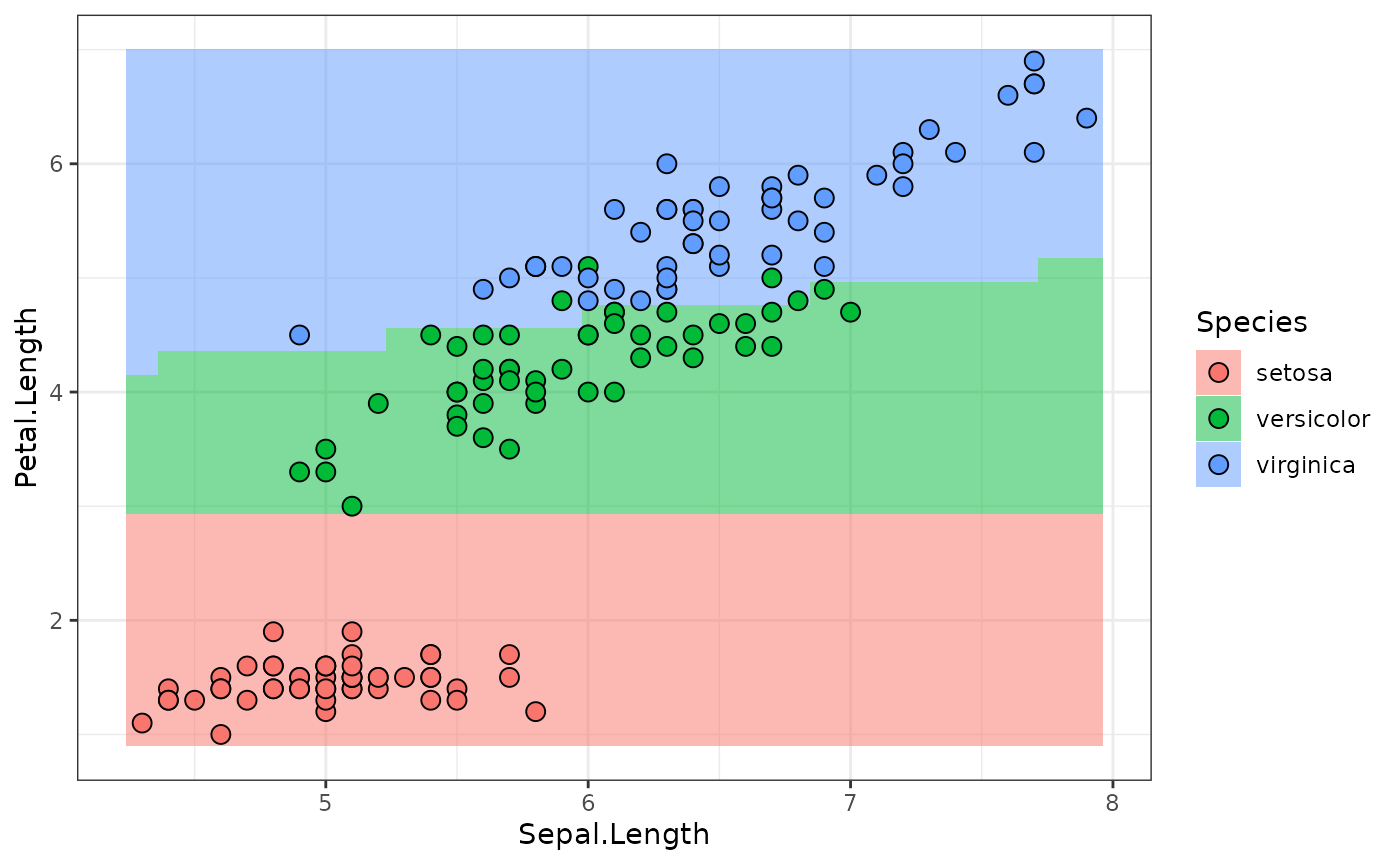 6
4
2
Petal.Length
5 6 7 8
Sepal.Length
Species
setosa
versicolor
virginica